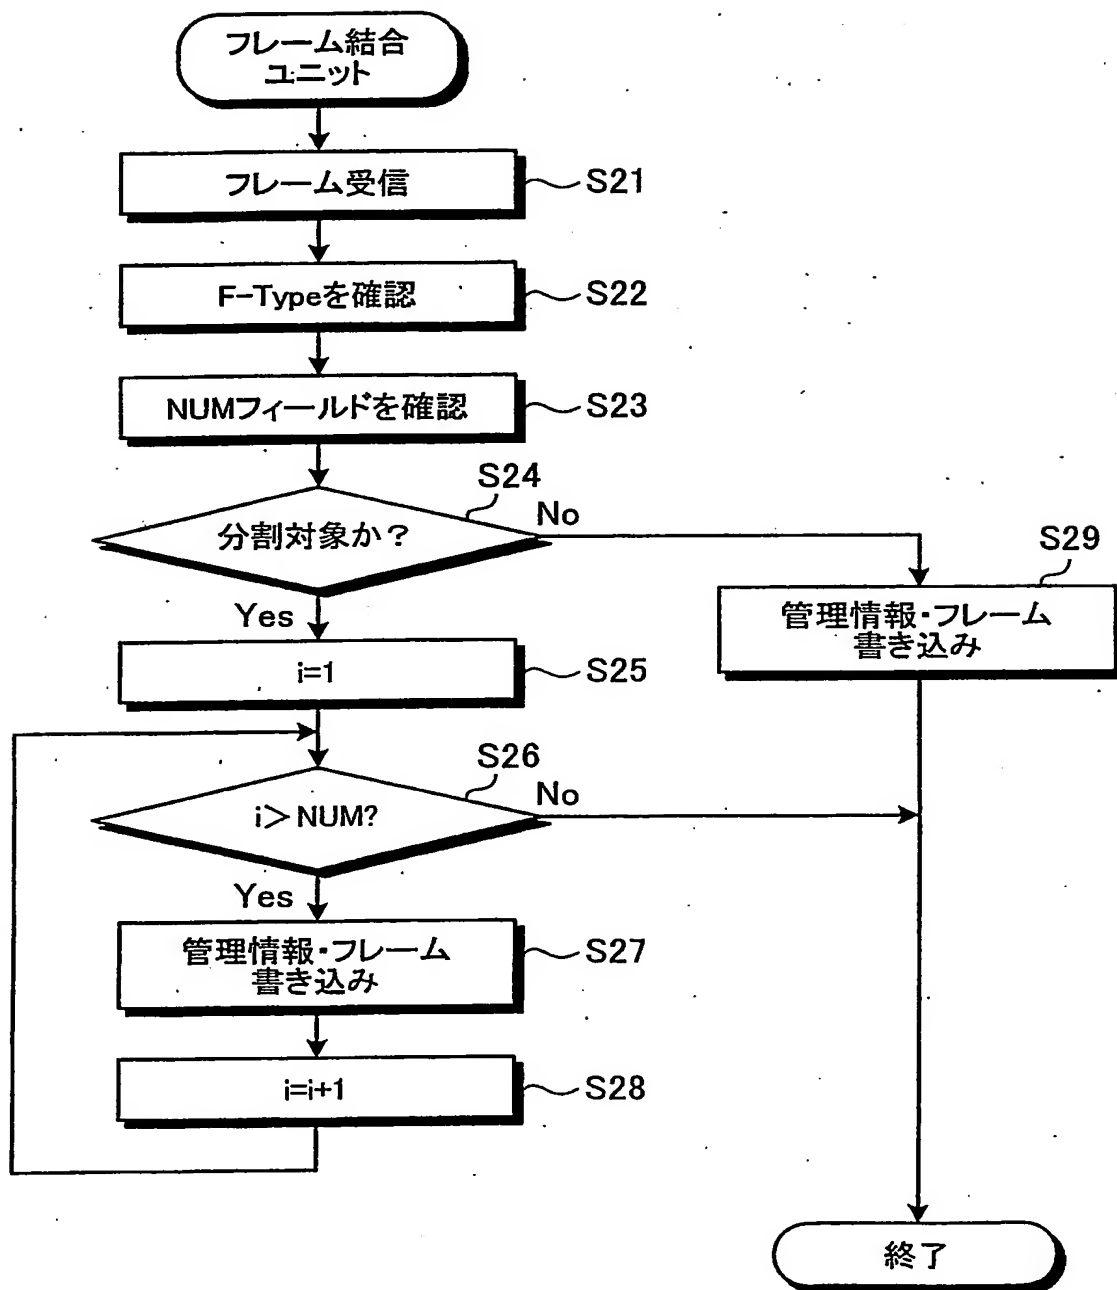 フレーム結合
ユニット
フレーム受信
S21
F-Typeを確認
S22
NUMフィールドを確認
S23
S24
分割対象か?
No
Yes
S29
管理情報・フレーム
書き込み
i=1
S25
S26
i>NUM?
No
Yes
管理情報・フレーム
書き込み
S27
i=i+1
S28
終了